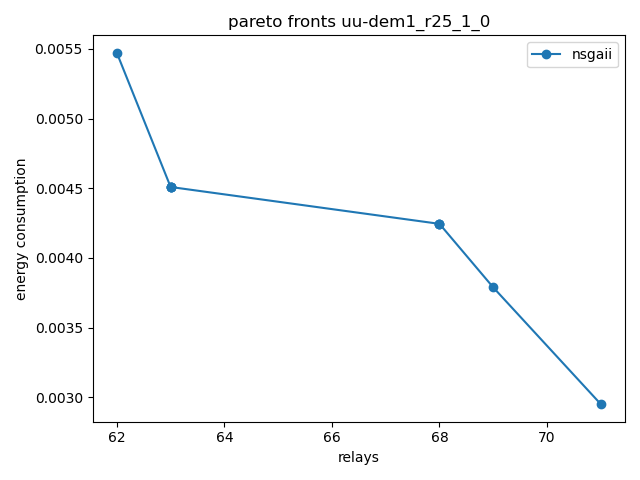 pareto fronts uu-dem1_r25_1_0
nsgaii
0.0055
0.0050
0.0045
0.0040
0.0035
0.0030
energy consumption
62 64 66 68 70
relays